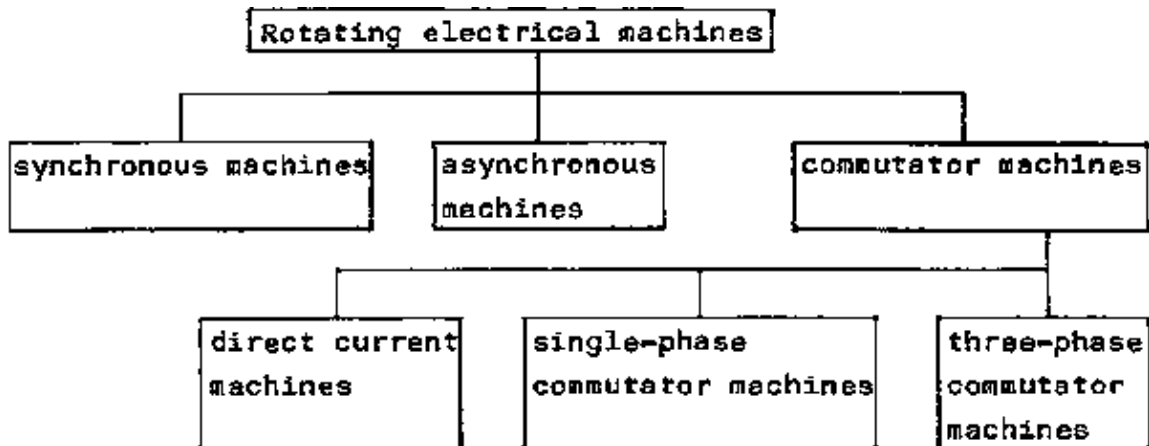 Rotating electrical machines
synchronous machines
asynchronous
machines
commutator machines
direct current
machines
single-phase
commutator machines
three-phase
commutator
machines